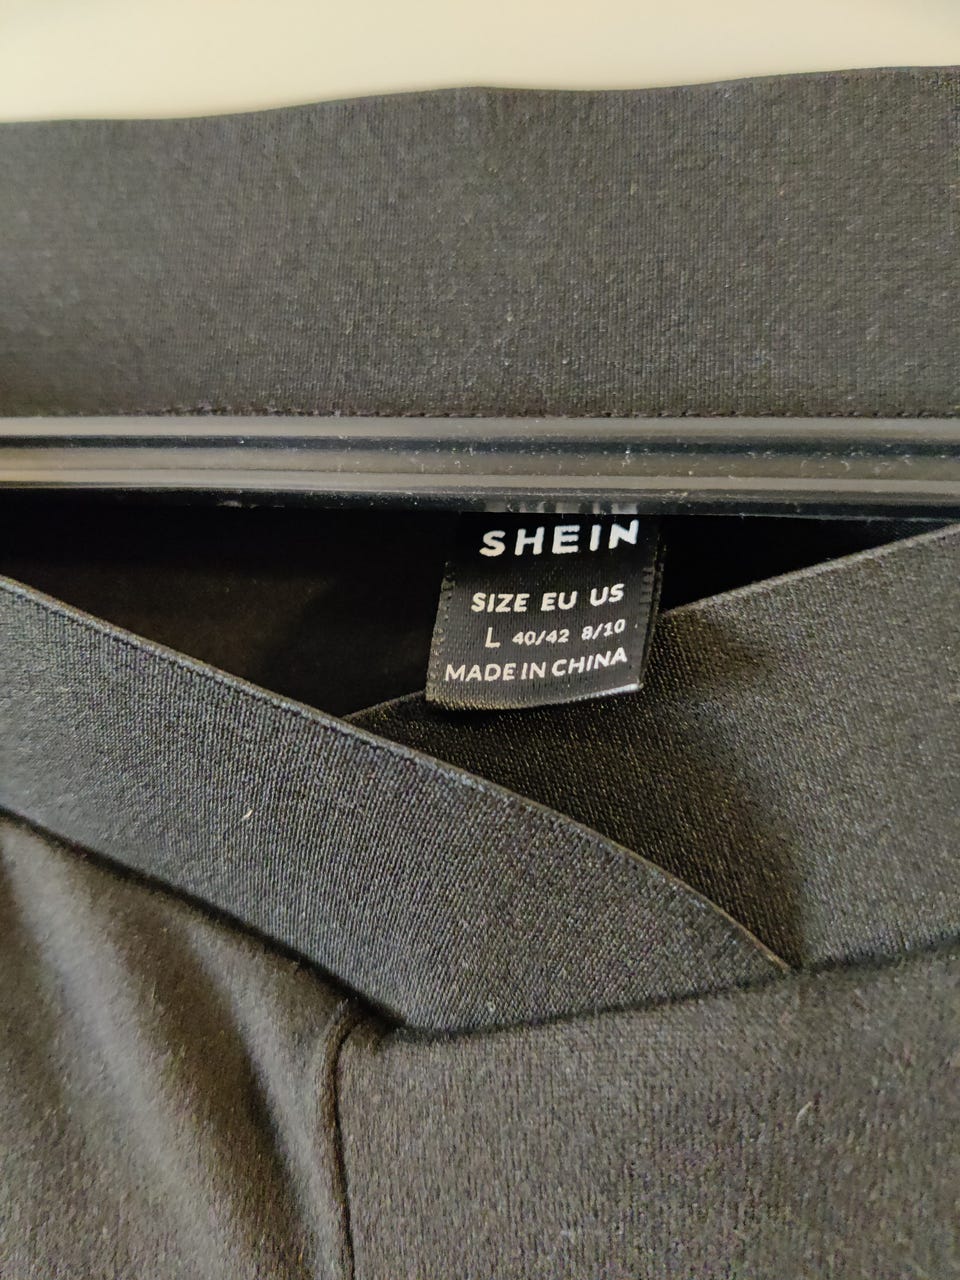 SHEIN
SIZE EU US
L 40/42 8/10
MADE IN CHINA